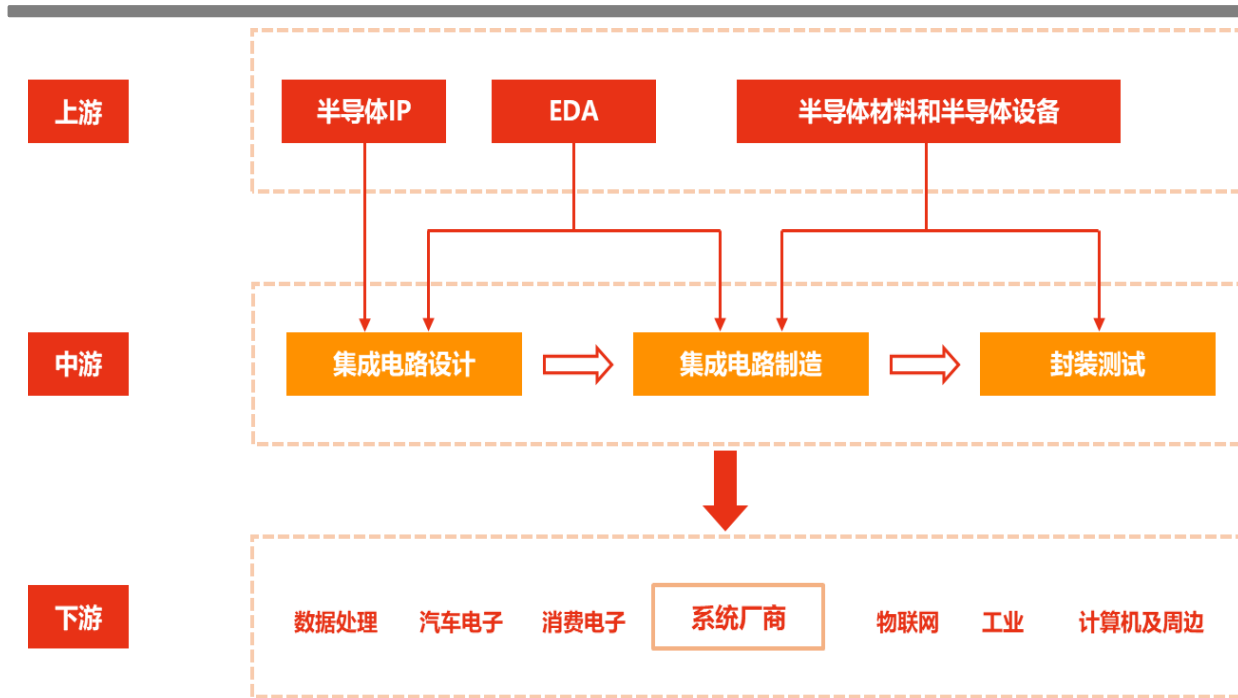 上游
半导体IP
EDA
半导体材料和半导体设备
中游
集成电路设计
集成电路制造
封装测试
下游
数据处理
汽车电子
消费电子
系统厂商
物联网
工业
计算机及周边